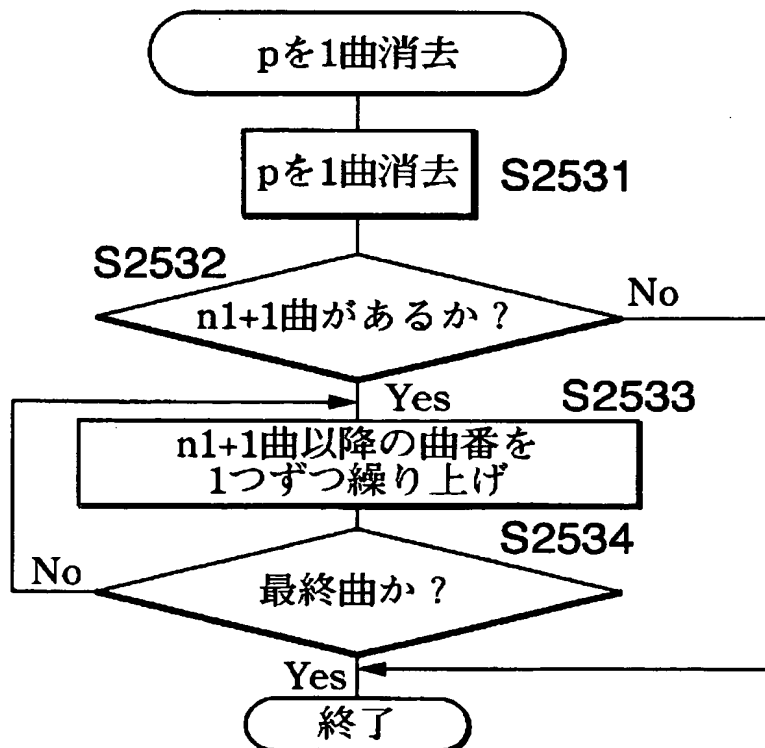 pを1曲消去
pを1曲消去
S2531
S2532
n1+1曲があるか？
No
Yes
S2533
n1+1曲以降の曲番を
1つずつ繰り上げ
S2534
No
最終曲か？
Yes
終了